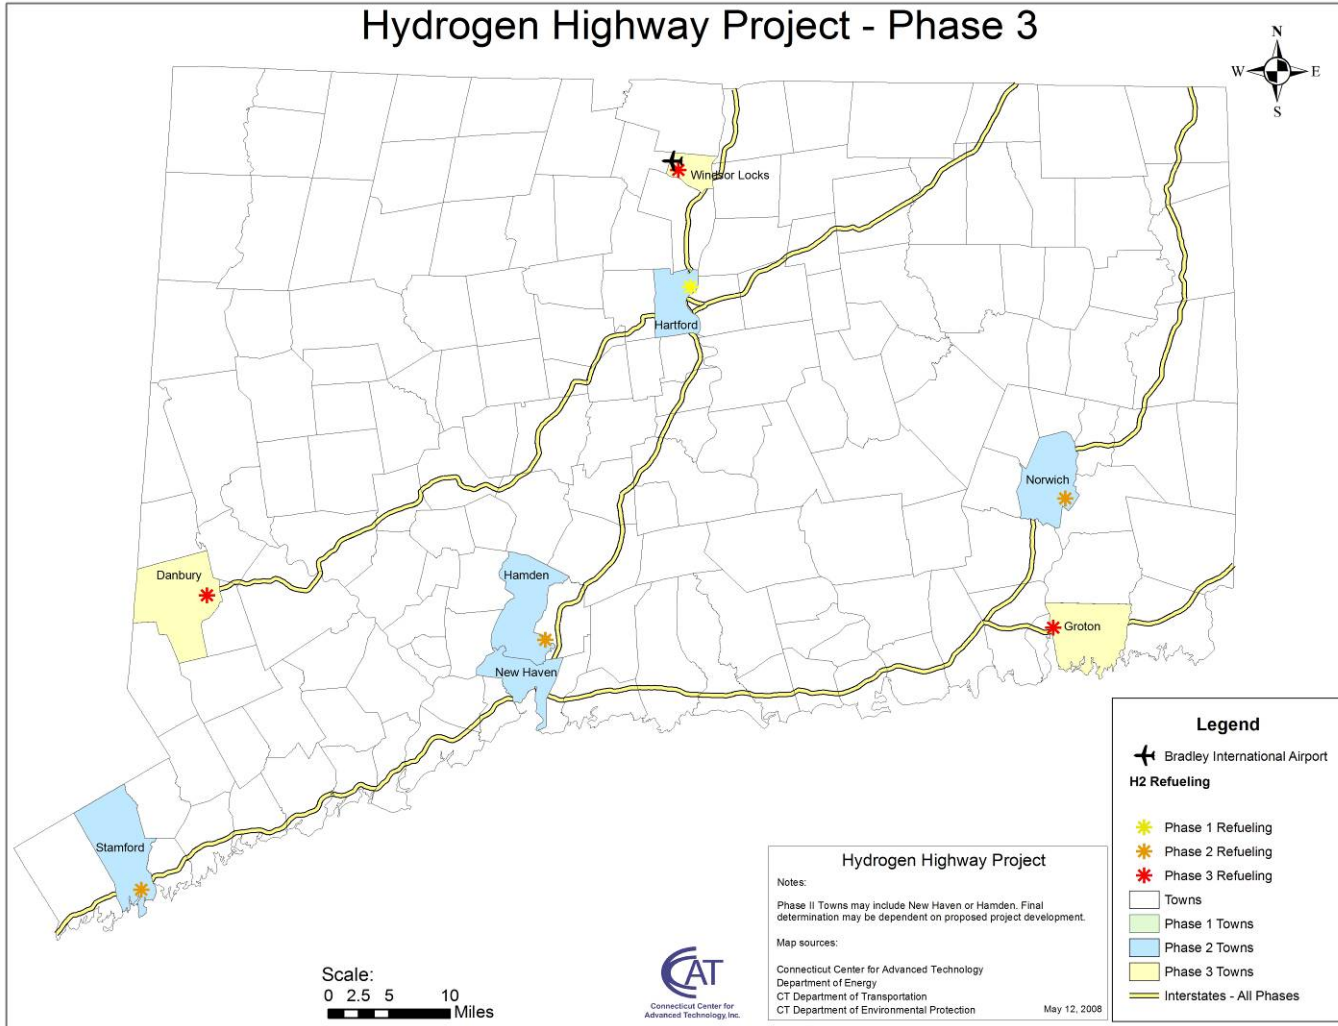 Hydrogen Highway Project - Phase 3
N
W
E
S
Windsor Locks
Hartford
Norwich
Danbury
Hamden
Groton
New Haven
Stamford
Legend
Bradley International Airport
H2 Refueling
Phase 1 Refueling
Phase 2 Refueling
Phase 3 Refueling
Towns
Phase 1 Towns
Phase 2 Towns
Phase 3 Towns
Interstates - All Phases
Hydrogen Highway Project
Notes:
Phase II Towns may include New Haven or Hamden. Final
determination may be dependent on proposed project development.
Map sources:
Connecticut Center for Advanced Technology
Department of Energy
CT Department of Transportation
CT Department of Environmental Protection
May 12, 2008
CCAT
Connecticut Center for
Advanced Technology, Inc.
Scale:
0 2.5 5 10
Miles